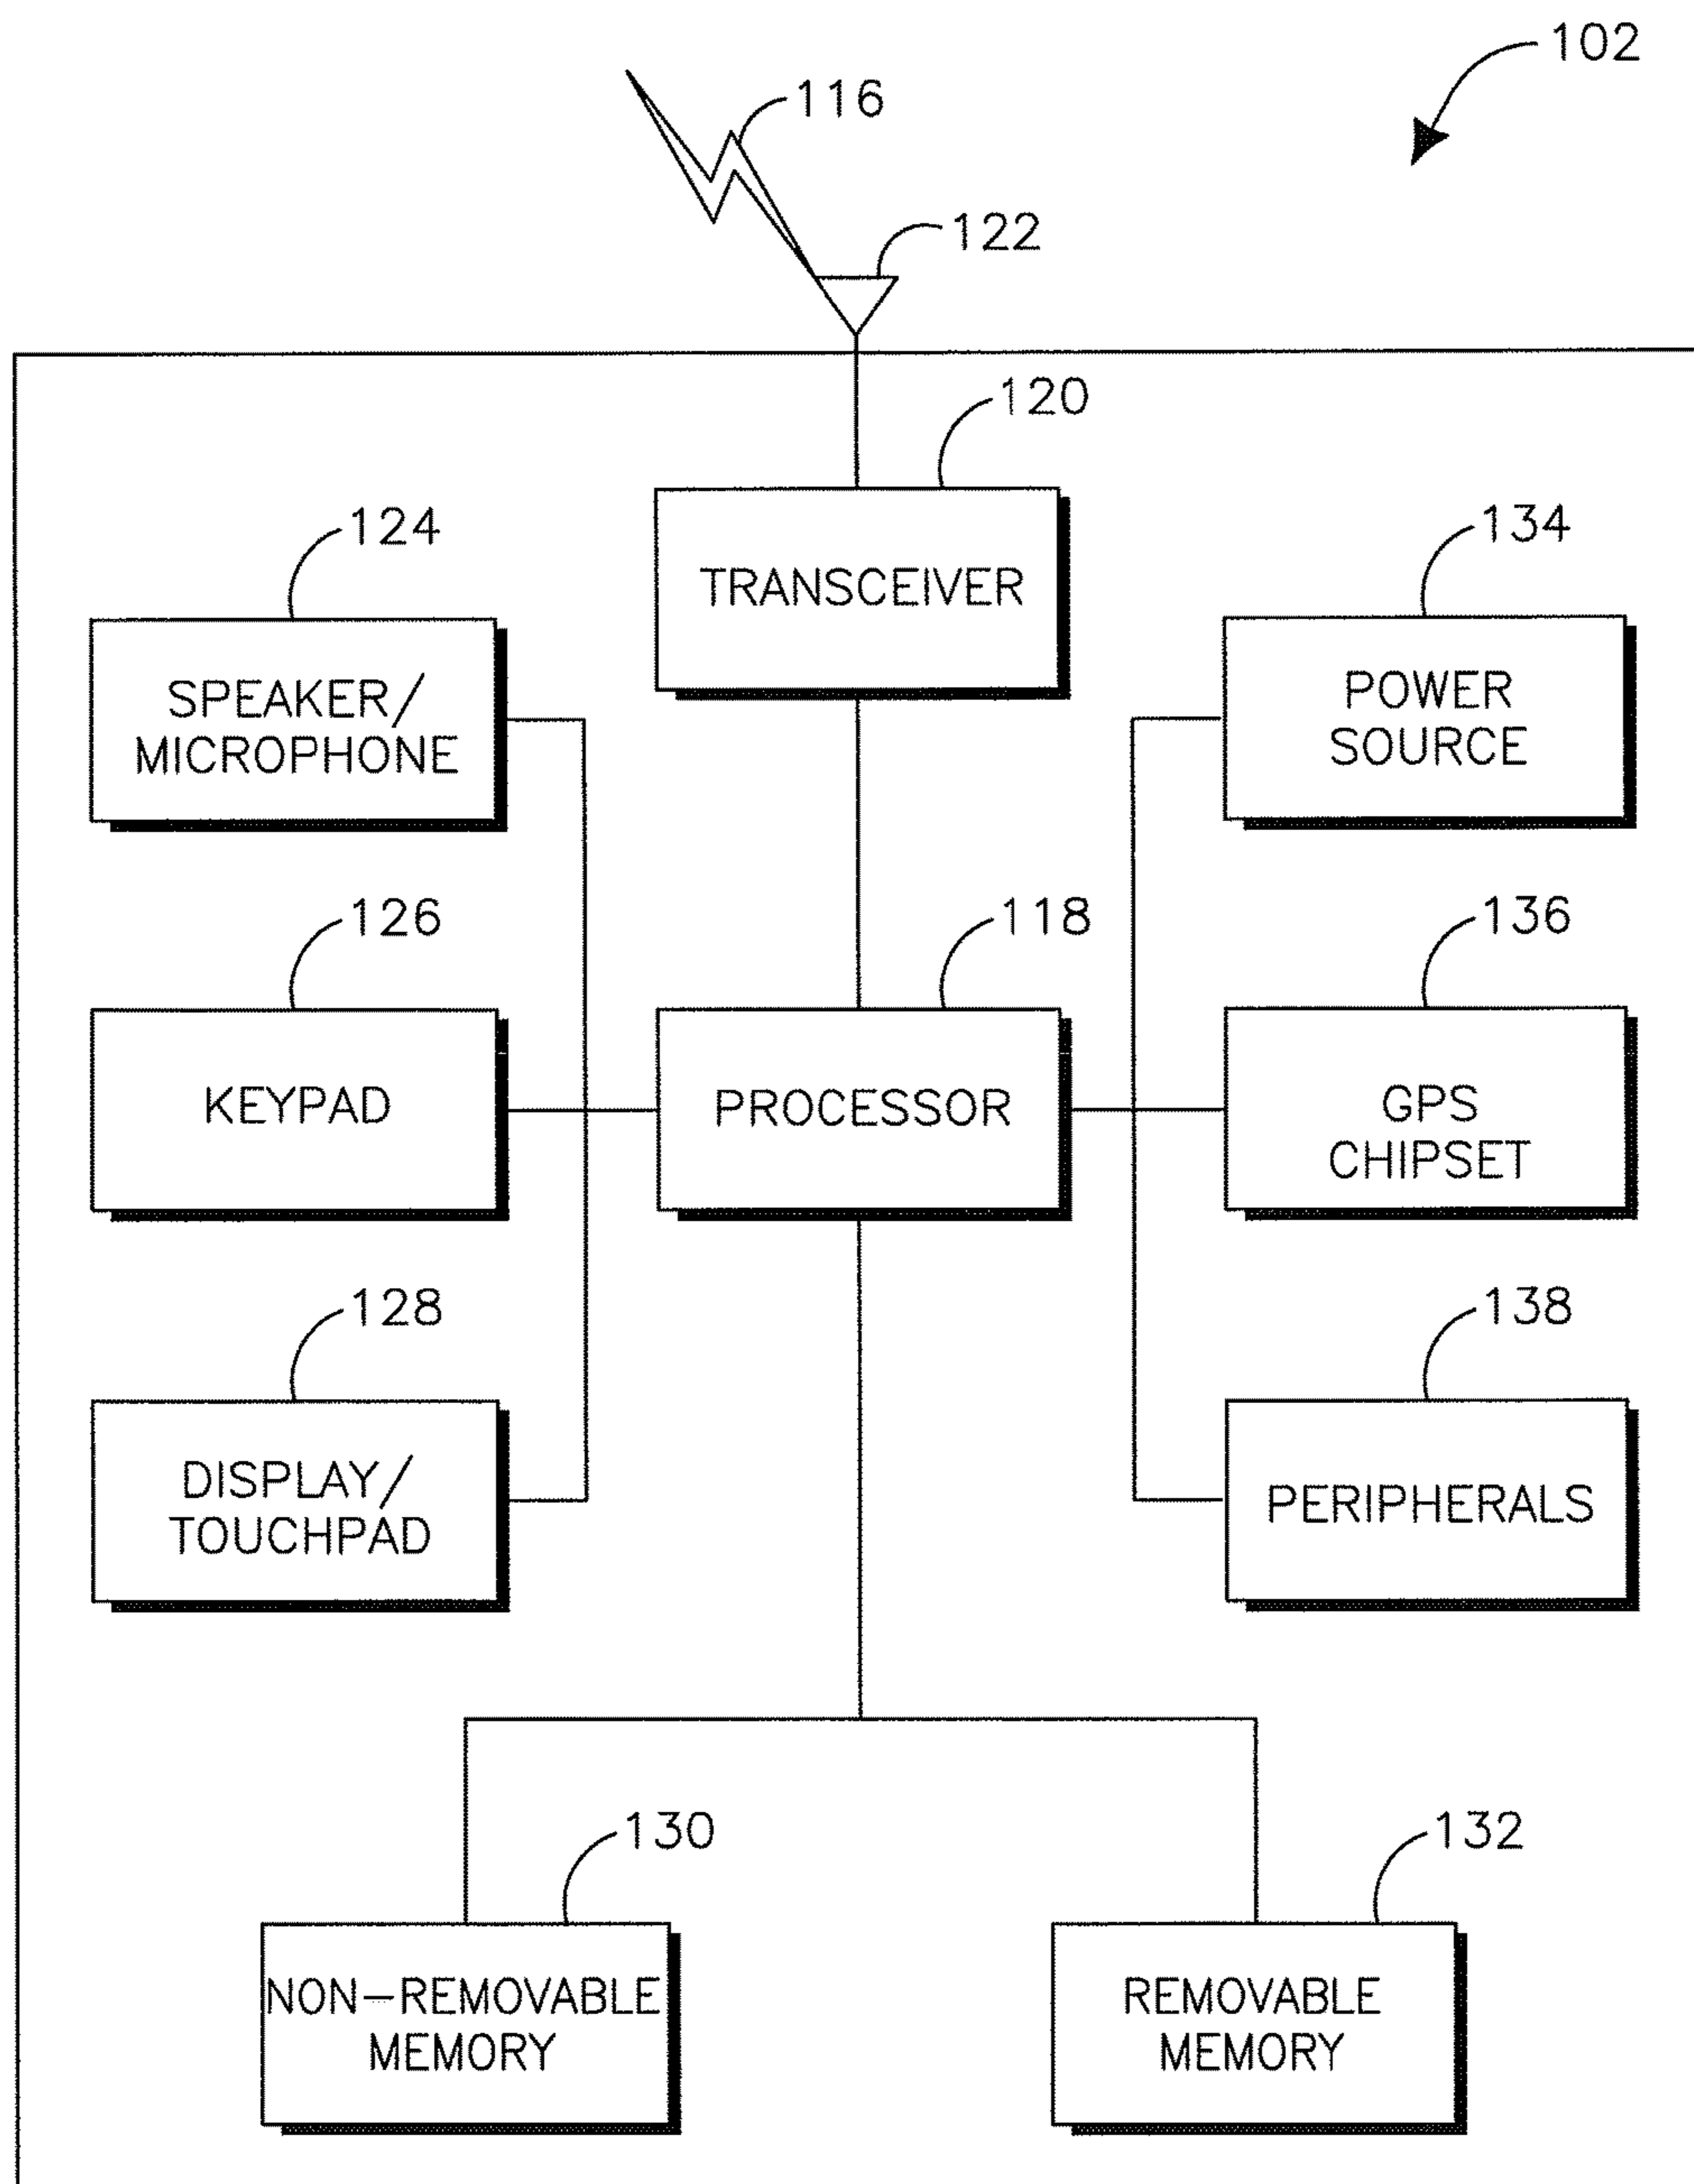 102
116
122
120
TRANSCEIVER
124
SPEAKER/
MICROPHONE
134
POWER
SOURCE
126
KEYPAD
118
PROCESSOR
136
GPS
CHIPSET
128
DISPLAY/
TOUCHPAD
138
PERIPHERALS
130
NON-REMOVABLE
MEMORY
132
REMOVABLE
MEMORY